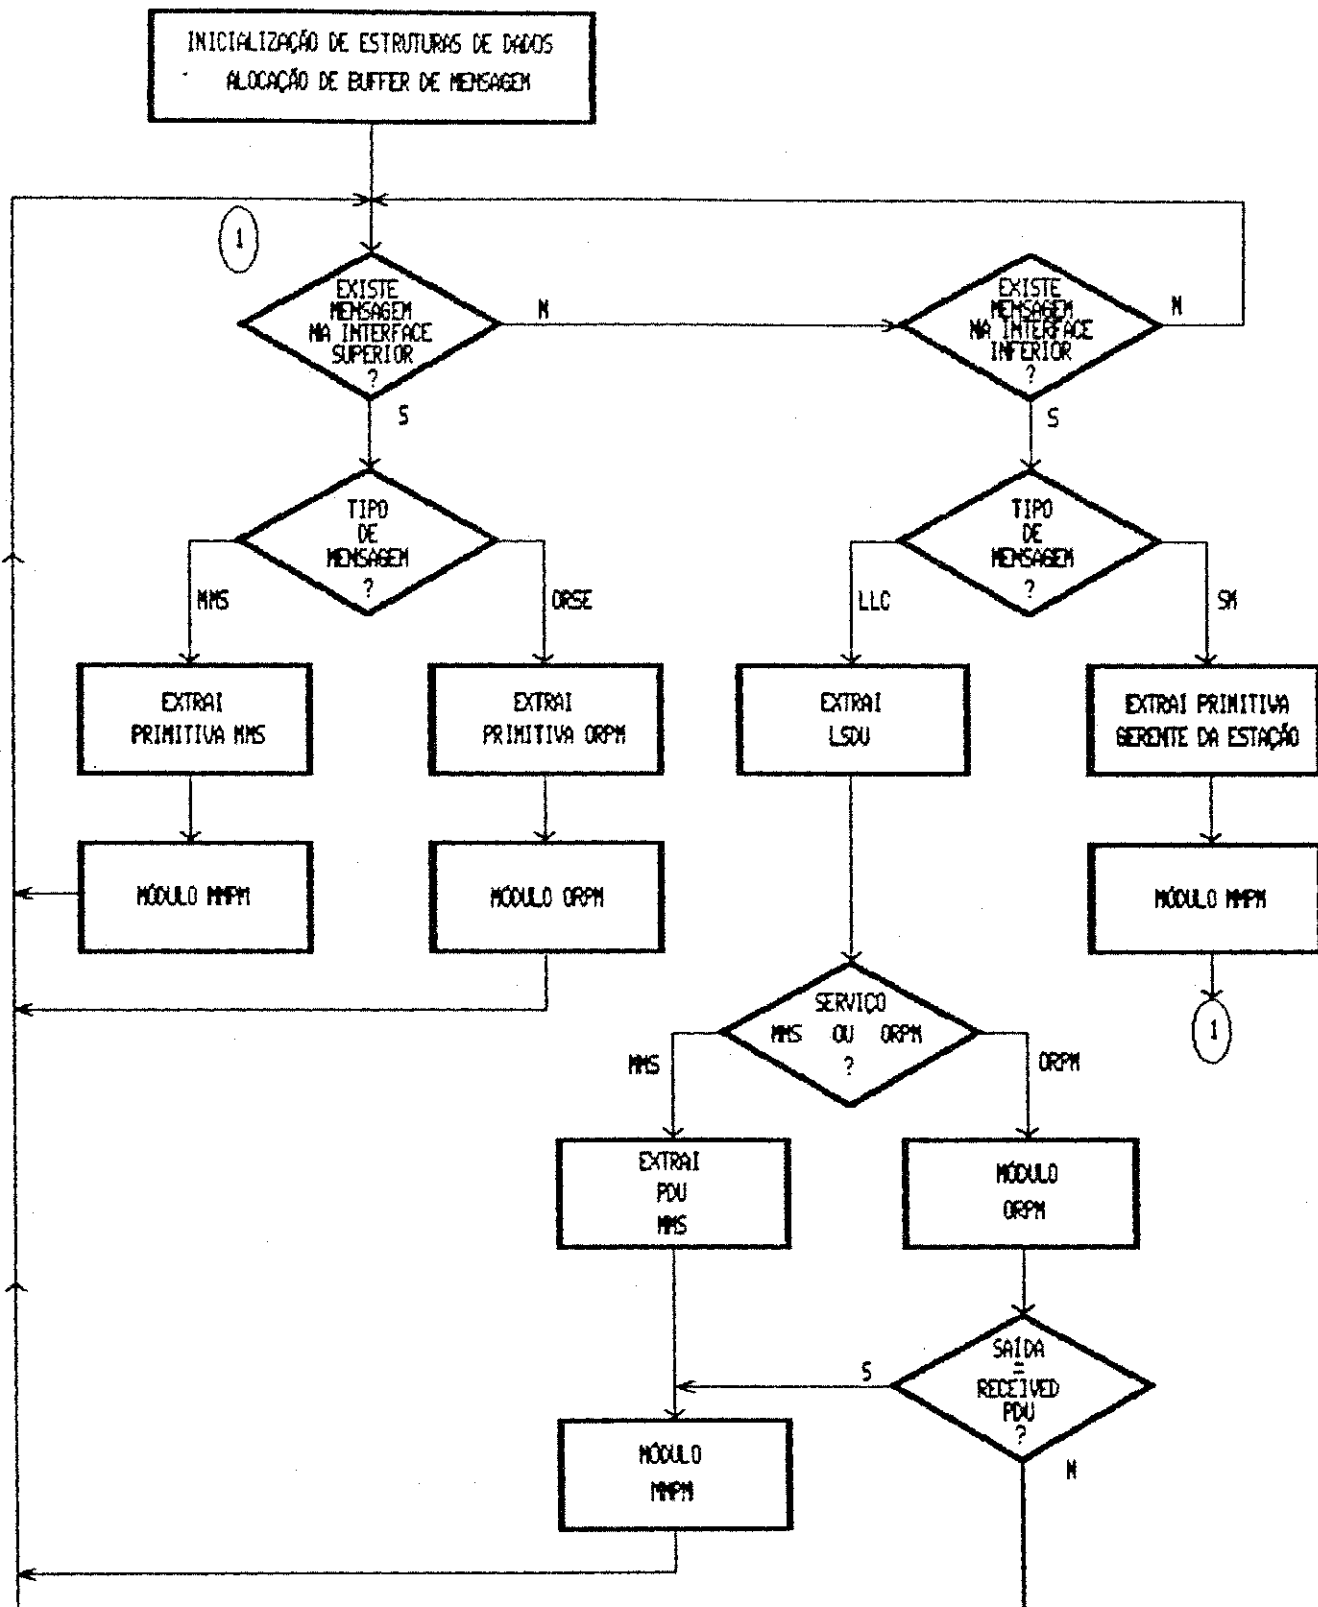 INICIALIZAÇÃO DE ESTRUTURAS DE DADOS
ALOCAÇÃO DE BUFFER DE MENSAGEM
1
EXISTE
MENSAGEM
NA INTERFACE
SUPERIOR
?
N
EXISTE
MENSAGEM
NA INTERFACE
INFERIOR
?
N
S
S
TIPO
DE
MENSAGEM
?
TIPO
DE
MENSAGEM
?
MMS
ORSE
LLC
SM
EXTRAI
PRIMITIVA MMS
EXTRAI
PRIMITIVA ORPM
EXTRAI
LSDU
EXTRAI PRIMITIVA
GERENTE DA ESTAÇÃO
MÓDULO MMPM
MÓDULO ORPM
MÓDULO MMPM
SERVIÇO
MMS OU ORPM
?
1
MMS
ORPM
EXTRAI
PDU
MMS
MÓDULO
ORPM
SAÍDA
=
RECEIVED
PDU
?
S
N
MÓDULO
MMPM